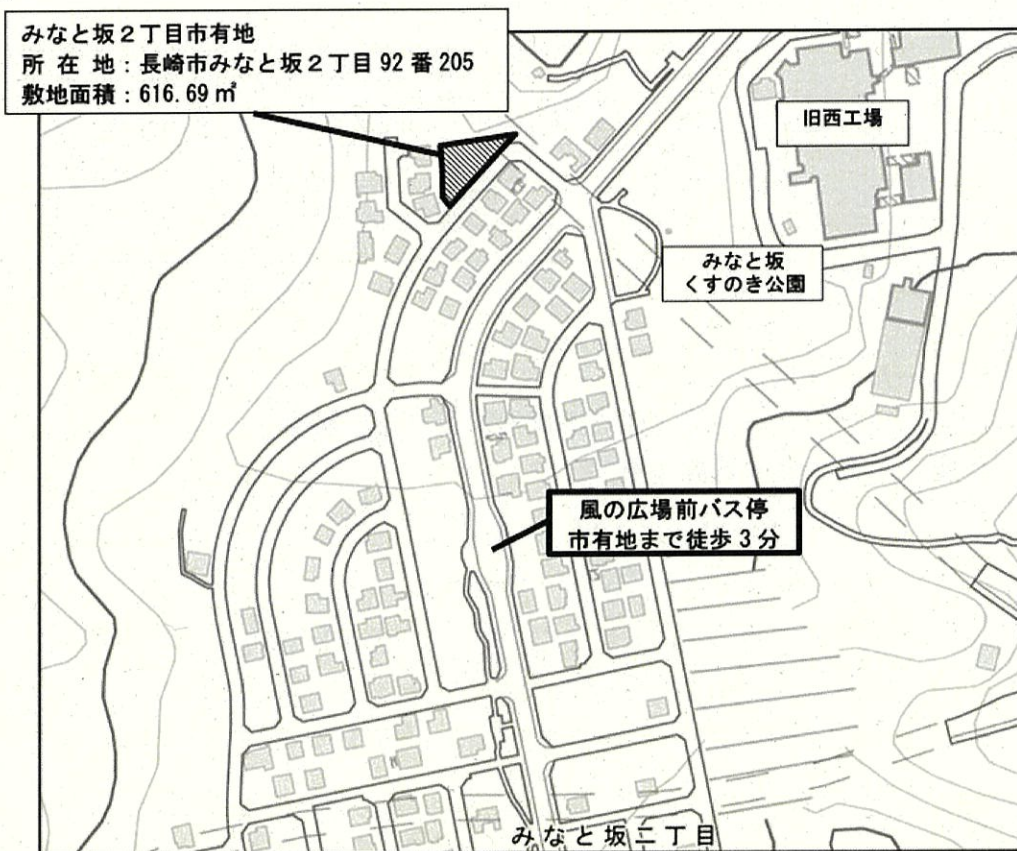 みなと坂２丁目市有地
所 在 地：長崎市みなと坂２丁目 92 番 205
敷地面積：616.69 ㎡
旧西工場
みなと坂
くすのき公園
風の広場前バス停
市有地まで徒歩 3 分
みなと坂二丁目